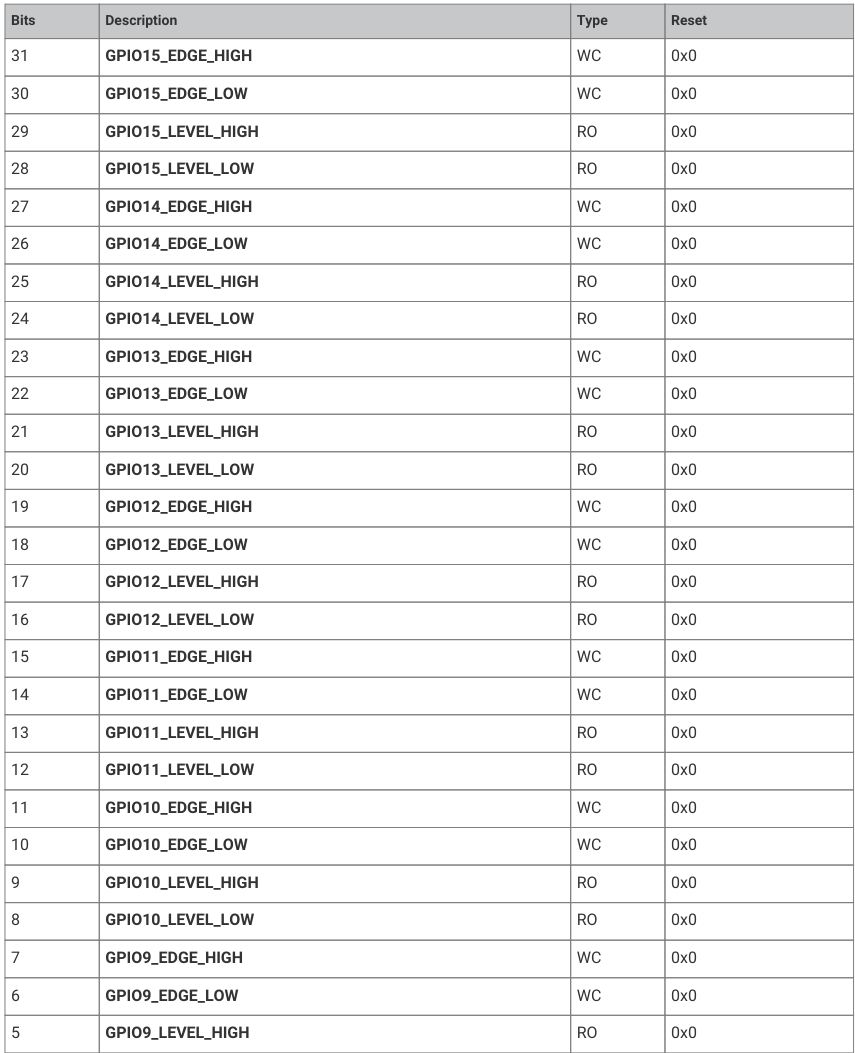 Bits Description Type Reset
31 GPIO15_EDGE_HIGH WC 0x0
30 GPIO15_EDGE_LOW WC 0x0
29 GPIO15_LEVEL_HIGH RO 0x0
28 GPIO15_LEVEL_LOW RO 0x0
27 GPIO14_EDGE_HIGH WC 0x0
26 GPIO14_EDGE_LOW WC 0x0
25 GPIO14_LEVEL_HIGH RO 0x0
24 GPIO14_LEVEL_LOW RO 0x0
23 GPIO13_EDGE_HIGH WC 0x0
22 GPIO13_EDGE_LOW WC 0x0
21 GPIO13_LEVEL_HIGH RO 0x0
20 GPIO13_LEVEL_LOW RO 0x0
19 GPIO12_EDGE_HIGH WC 0x0
18 GPIO12_EDGE_LOW WC 0x0
17 GPIO12_LEVEL_HIGH RO 0x0
16 GPIO12_LEVEL_LOW RO 0x0
15 GPIO11_EDGE_HIGH WC 0x0
14 GPIO11_EDGE_LOW WC 0x0
13 GPIO11_LEVEL_HIGH RO 0x0
12 GPIO11_LEVEL_LOW RO 0x0
11 GPIO10_EDGE_HIGH WC 0x0
10 GPIO10_EDGE_LOW WC 0x0
9 GPIO10_LEVEL_HIGH RO 0x0
8 GPIO10_LEVEL_LOW RO 0x0
7 GPIO9_EDGE_HIGH WC 0x0
6 GPIO9_EDGE_LOW WC 0x0
5 GPIO9_LEVEL_HIGH RO 0x0